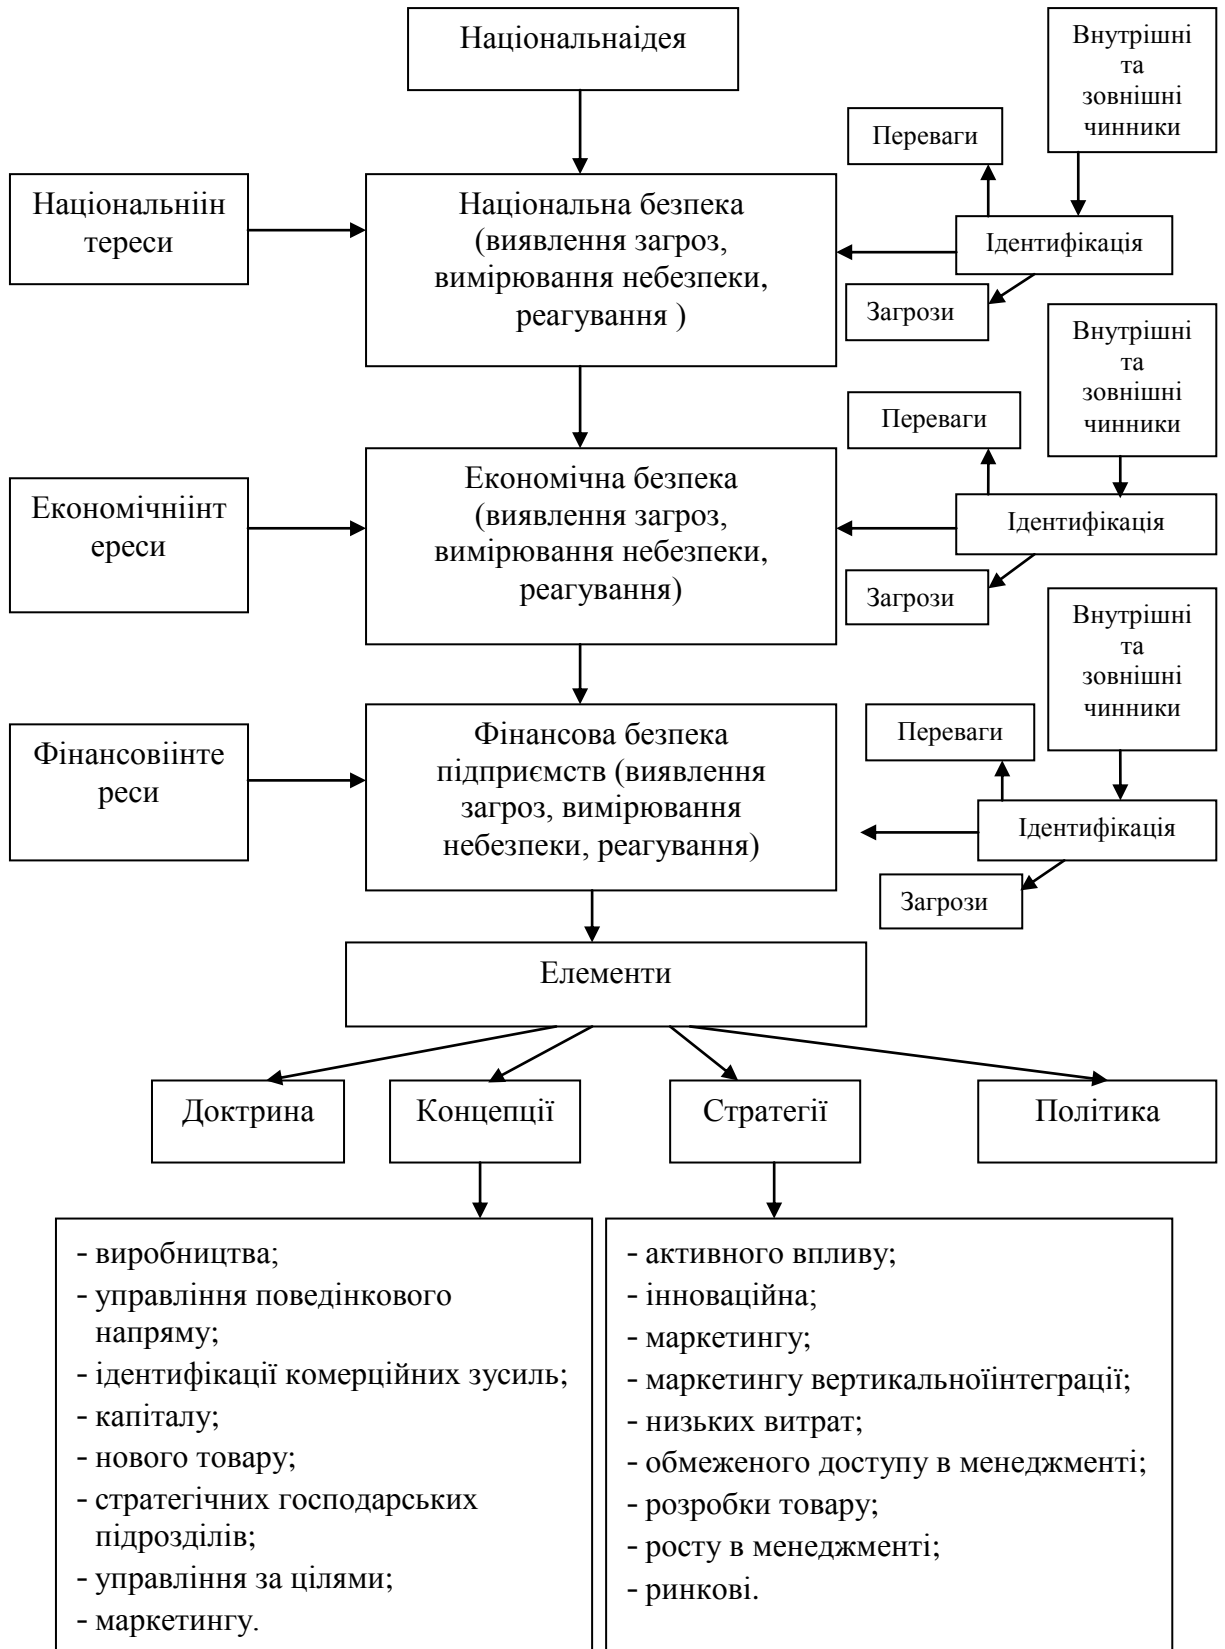 Національнаідея
Внутрішні
та
зовнішні
чинники
Переваги
Національніін
тереси
Національна безпека
(виявлення загроз,
вимірювання небезпеки,
реагування )
Ідентифікація
Загрози
Внутрішні
та
зовнішні
чинники
Переваги
Економічніінт
ереси
Економічна безпека
(виявлення загроз,
вимірювання небезпеки,
реагування)
Ідентифікація
Загрози
Внутрішні
та
зовнішні
чинники
Переваги
Фінансовіінте
реси
Фінансова безпека
підприємств (виявлення
загроз, вимірювання
небезпеки, реагування)
Ідентифікація
Загрози
Елементи
Доктрина
Концепції
Стратегії
Політика
- виробництва;
- управління поведінкового
напряму;
- ідентифікації комерційних зусиль;
- капіталу;
- нового товару;
- стратегічних господарських
підрозділів;
- управління за цілями;
- маркетингу.
- активного впливу;
- інноваційна;
- маркетингу;
- маркетингу вертикальноїінтеграції;
- низьких витрат;
- обмеженого доступу в менеджменті;
- розробки товару;
- росту в менеджменті;
- ринкові.